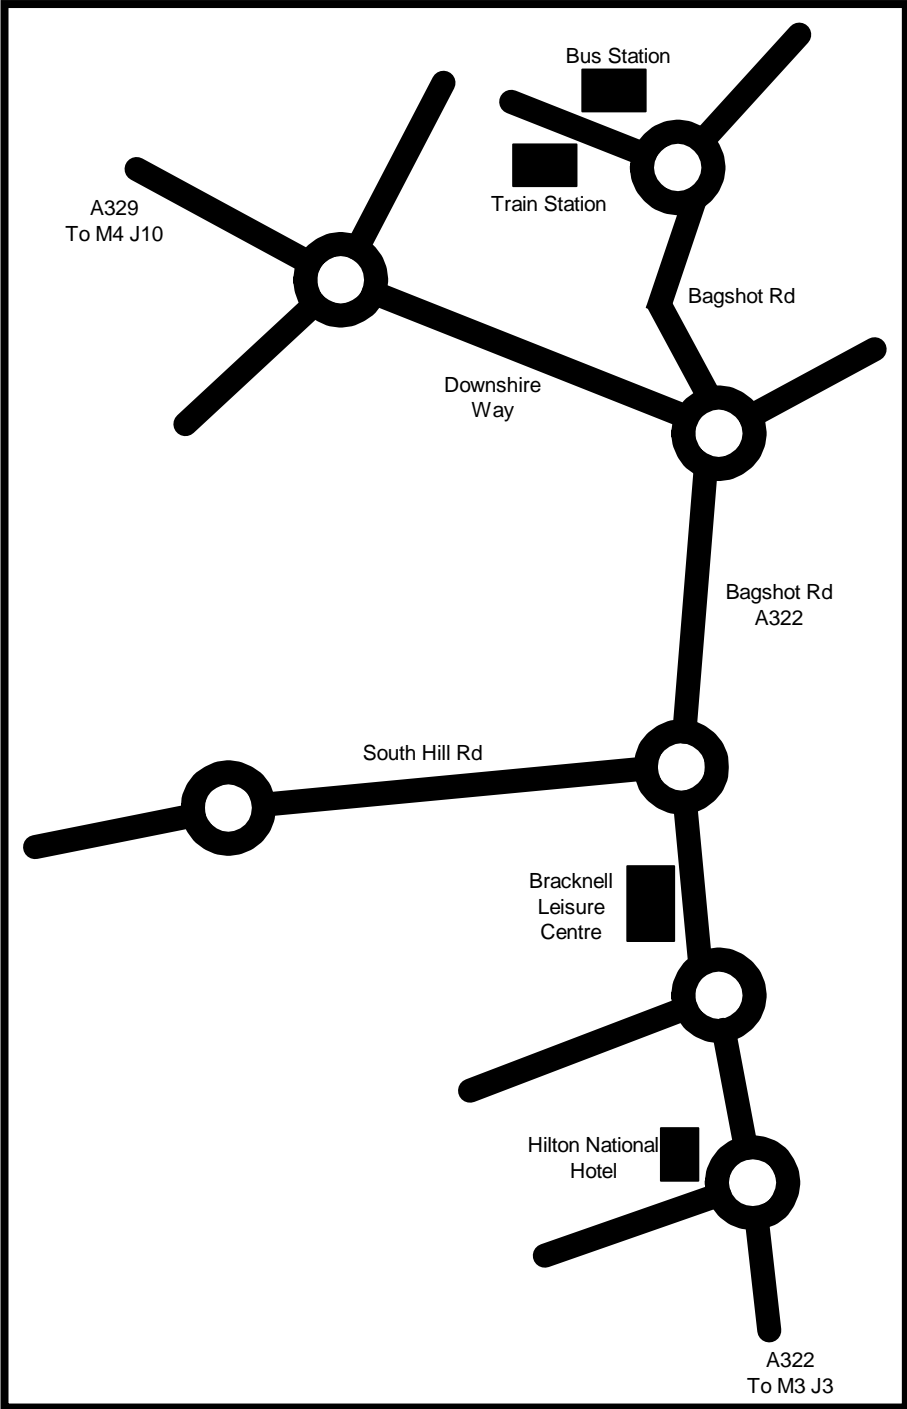 Bus Station
Train Station
A329
To M4 J10
Bagshot Rd
Downshire
Way
Bagshot Rd
A322
South Hill Rd
Bracknell
Leisure
Centre
Hilton National
Hotel
A322
To M3 J3